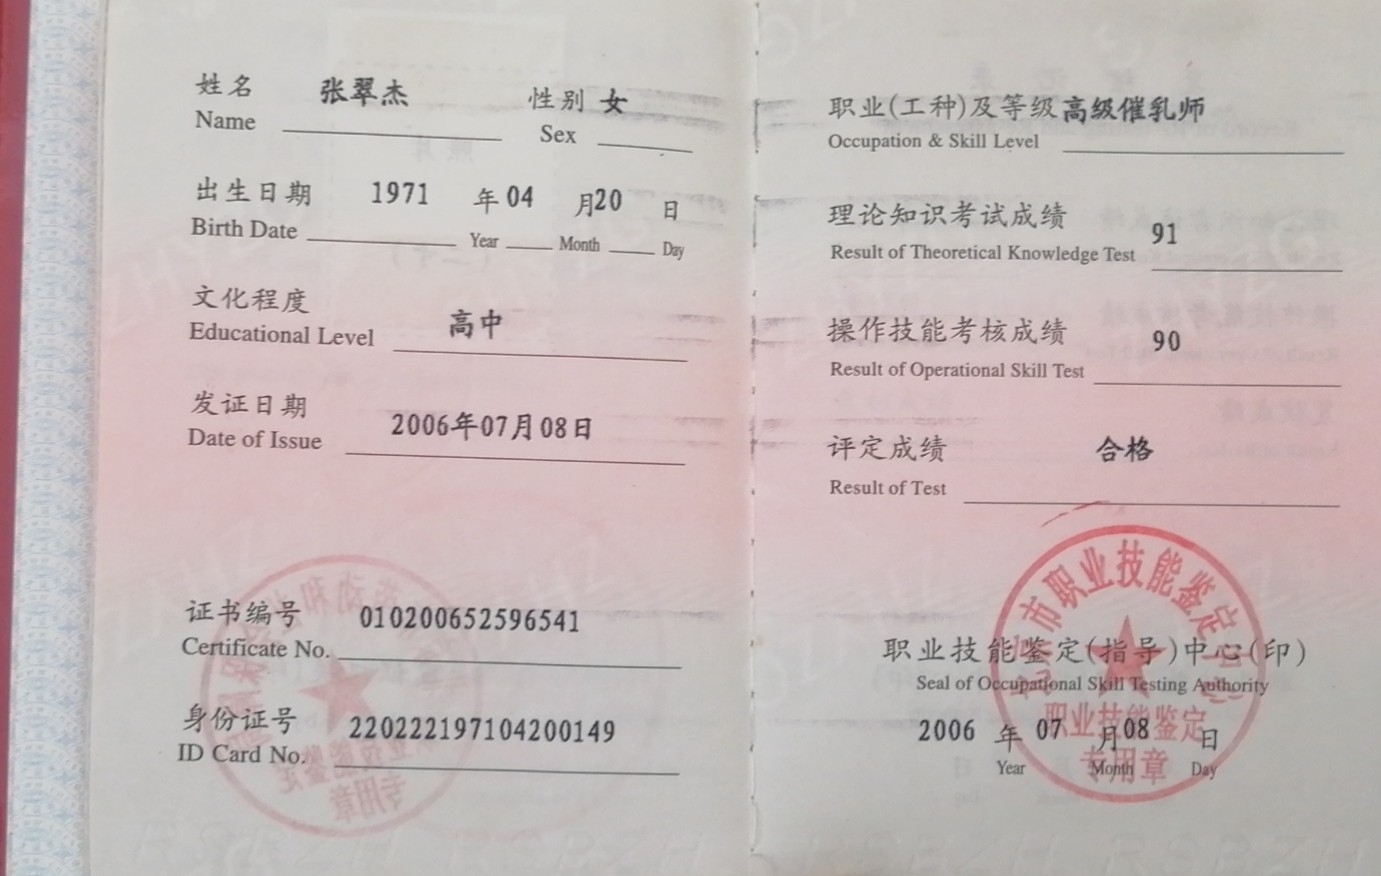 姓名 张翠杰 性别 女
Name Sex
出生日期 1971 年 04 月 20 日
Birth Date Year Month Day
文化程度 高中
Educational Level
发证日期 2006年07月08日
Date of Issue
证书编号 010200652596541
Certificate No.
身份证号 220222197104200149
ID Card No.
职业(工种)及等级 高级催乳师
Occupation & Skill Level
理论知识考试成绩 91
Result of Theoretical Knowledge Test
操作技能考核成绩 90
Result of Operational Skill Test
评定成绩 合格
Result of Test
市职业技能鉴定
职业技能鉴定(指导)中心(印)
Seal of Occupational Skill Testing Authority
职业技能鉴定
专用章
2006 年 07 月 08 日
Year Month Day